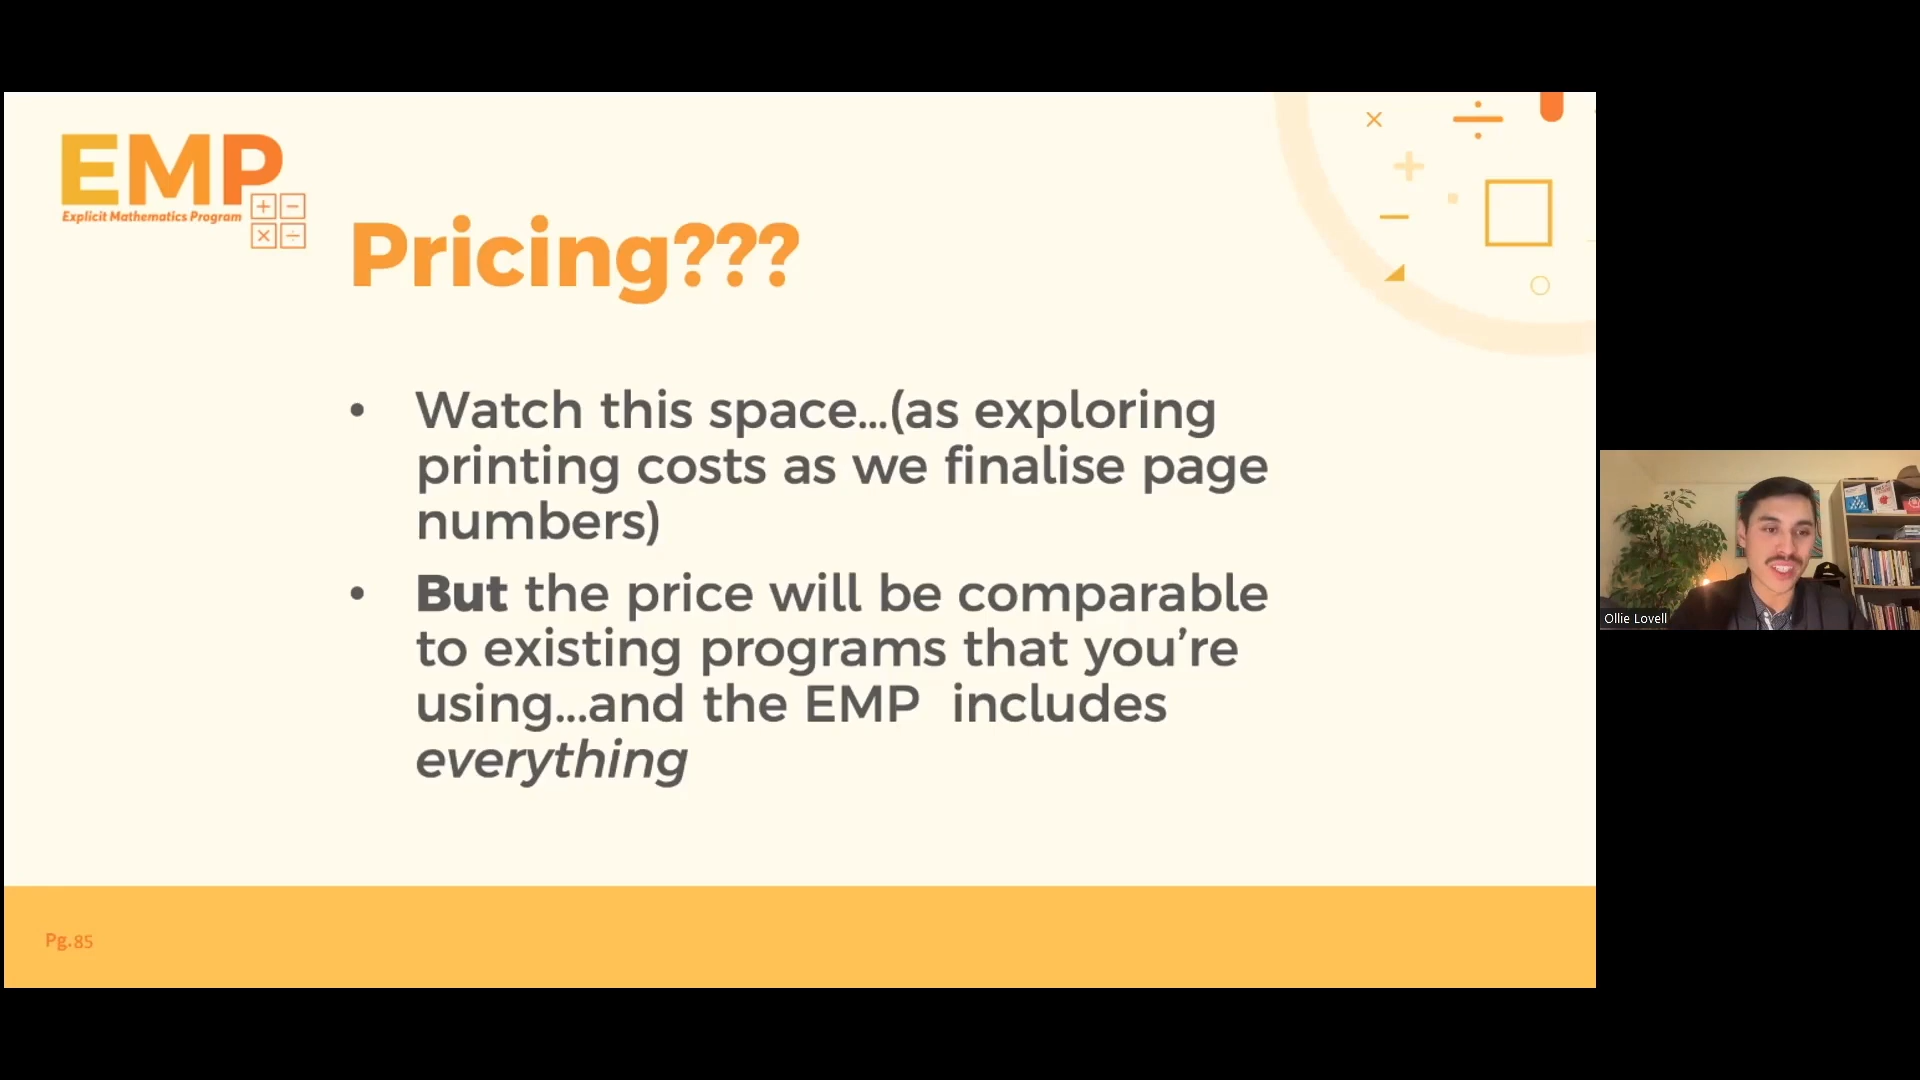 EMP
Explicit Mathematics Program
Pricing???
• Watch this space...(as exploring
printing costs as we finalise page
numbers)
• But the price will be comparable
to existing programs that you’re
using...and the EMP  includes
everything
Pg.85
Ollie Lovell